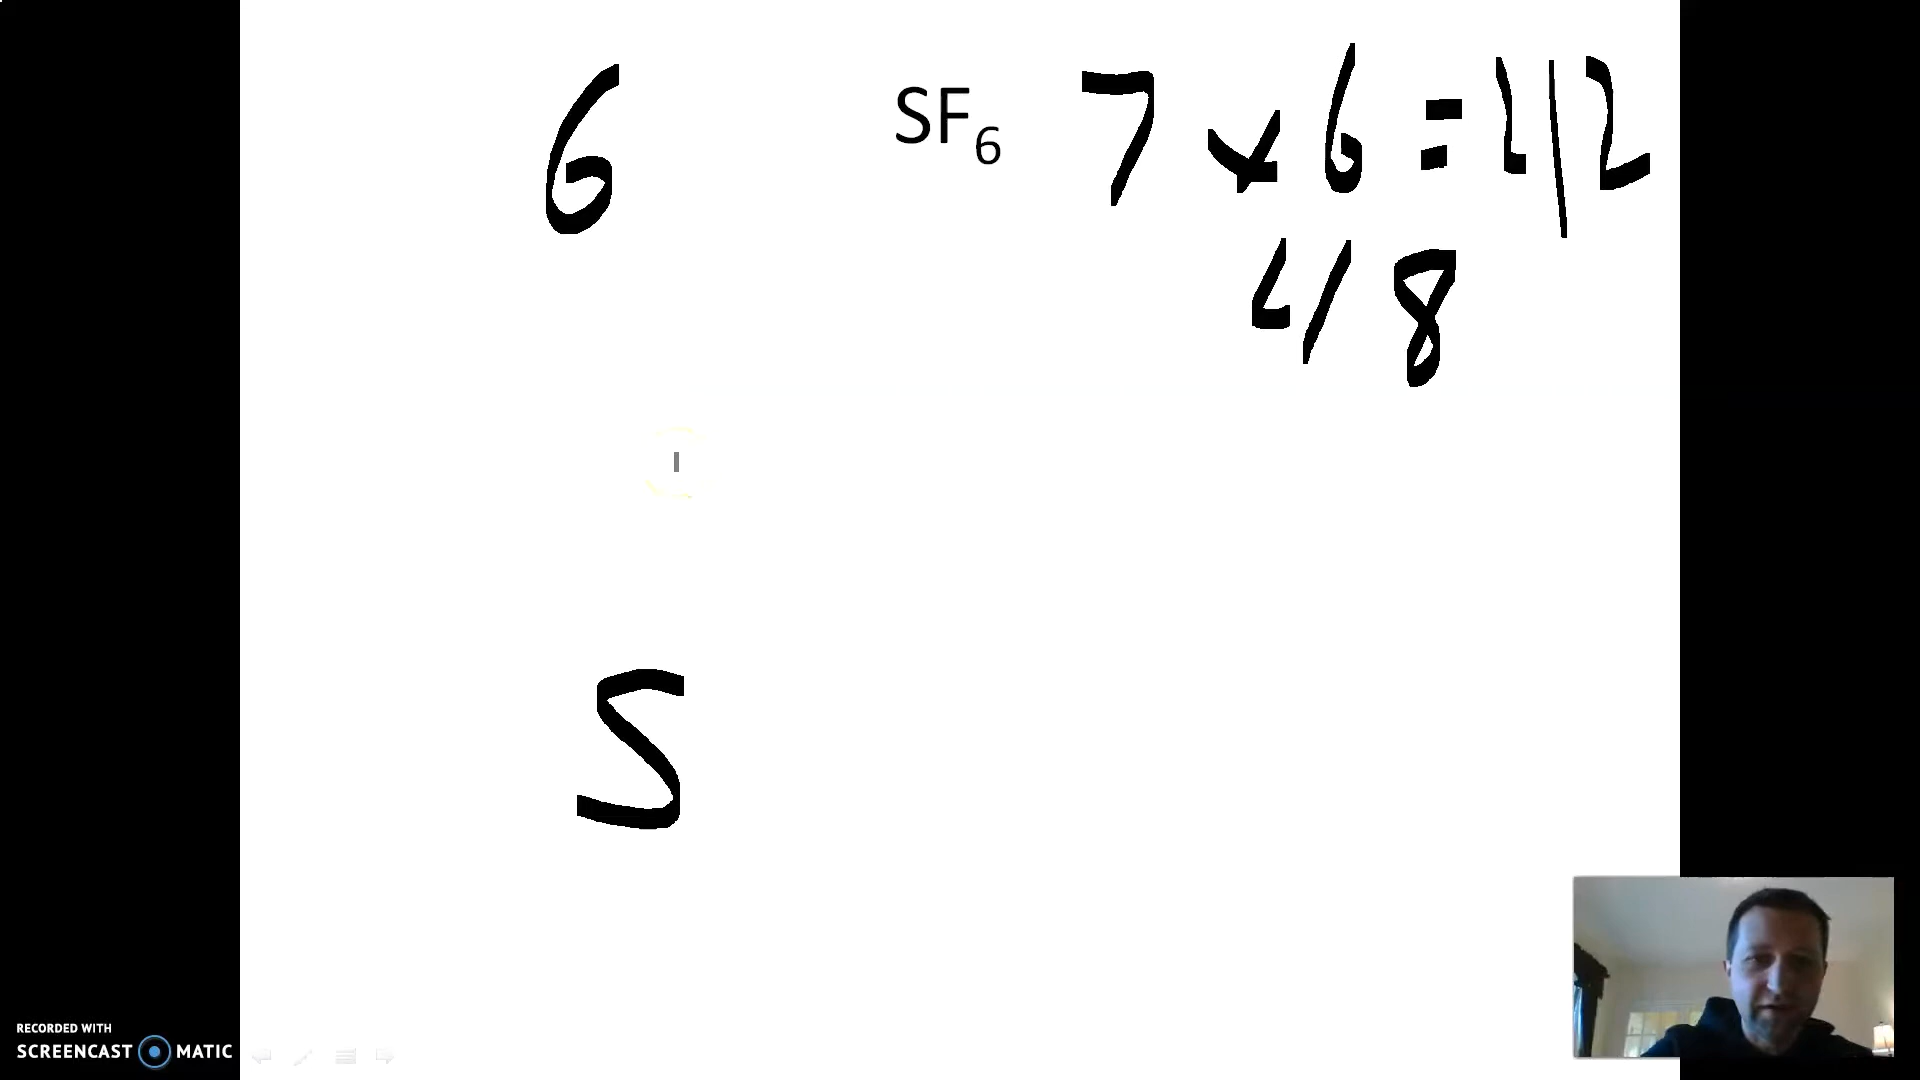 6 SF6 7 x 6 = 42
48
S
RECORDED WITH
SCREENCAST MATIC